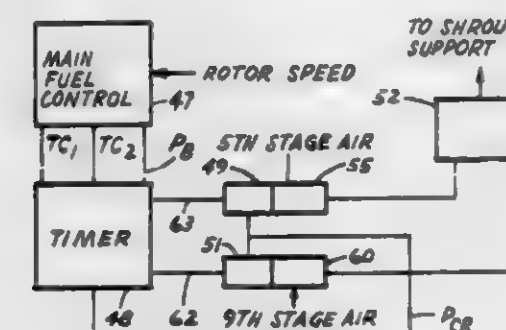 TO SHROU
SUPPORT
MAIN
FUEL
CONTROL
ROTOR SPEED
47
52
TC1 TC2 PB
5TH STAGE AIR
49 55
63
TIMER
51 60
48 62 9TH STAGE AIR PCR